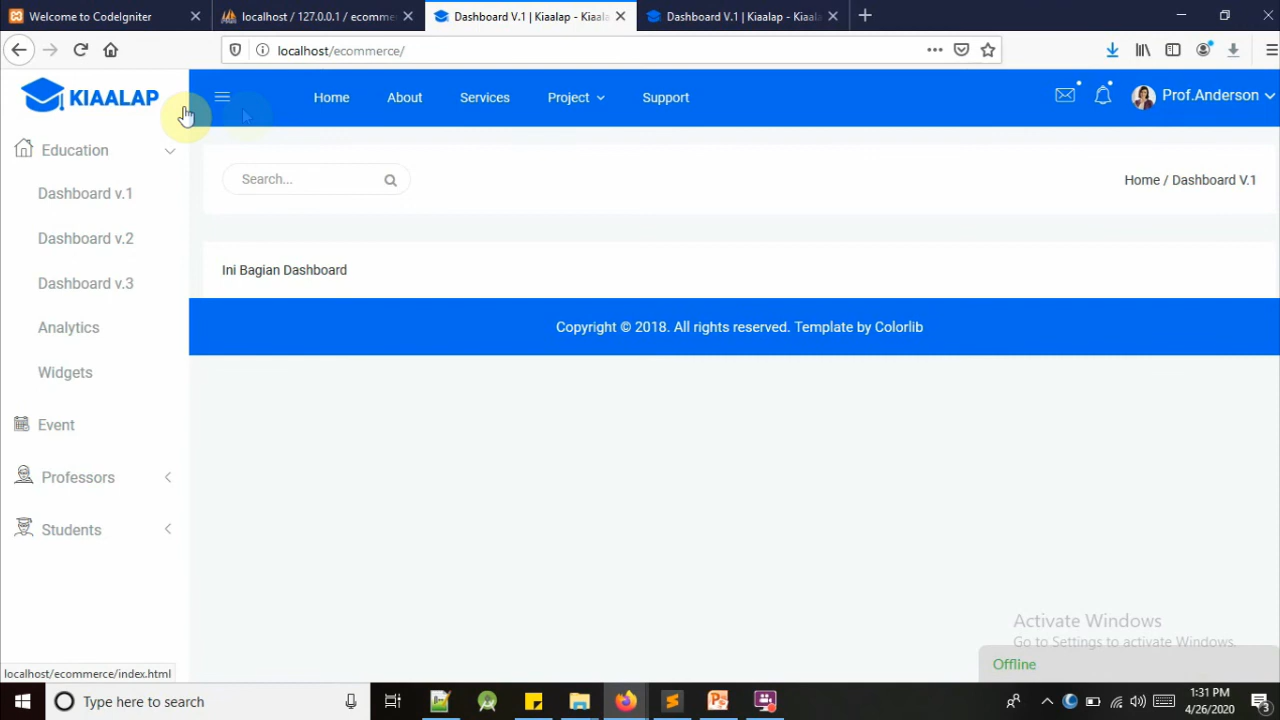 Welcome to CodeIgniter
localhost / 127.0.0.1 / ecomme
Dashboard V.1 | Kiaalap - Kiaala
Dashboard V.1 | Kiaalap - Kiaala
localhost/ecommerce/
KIAALAP
Home
About
Services
Project
Support
Prof.Anderson
Education
Dashboard v.1
Dashboard v.2
Dashboard v.3
Analytics
Widgets
Event
Professors
Students
Search...
Home / Dashboard V.1
Ini Bagian Dashboard
Copyright © 2018. All rights reserved. Template by Colorlib
Activate Windows
Go to Settings to activate Windows.
Offline
localhost/ecommerce/index.html
Type here to search
1:31 PM
4/26/2020
3